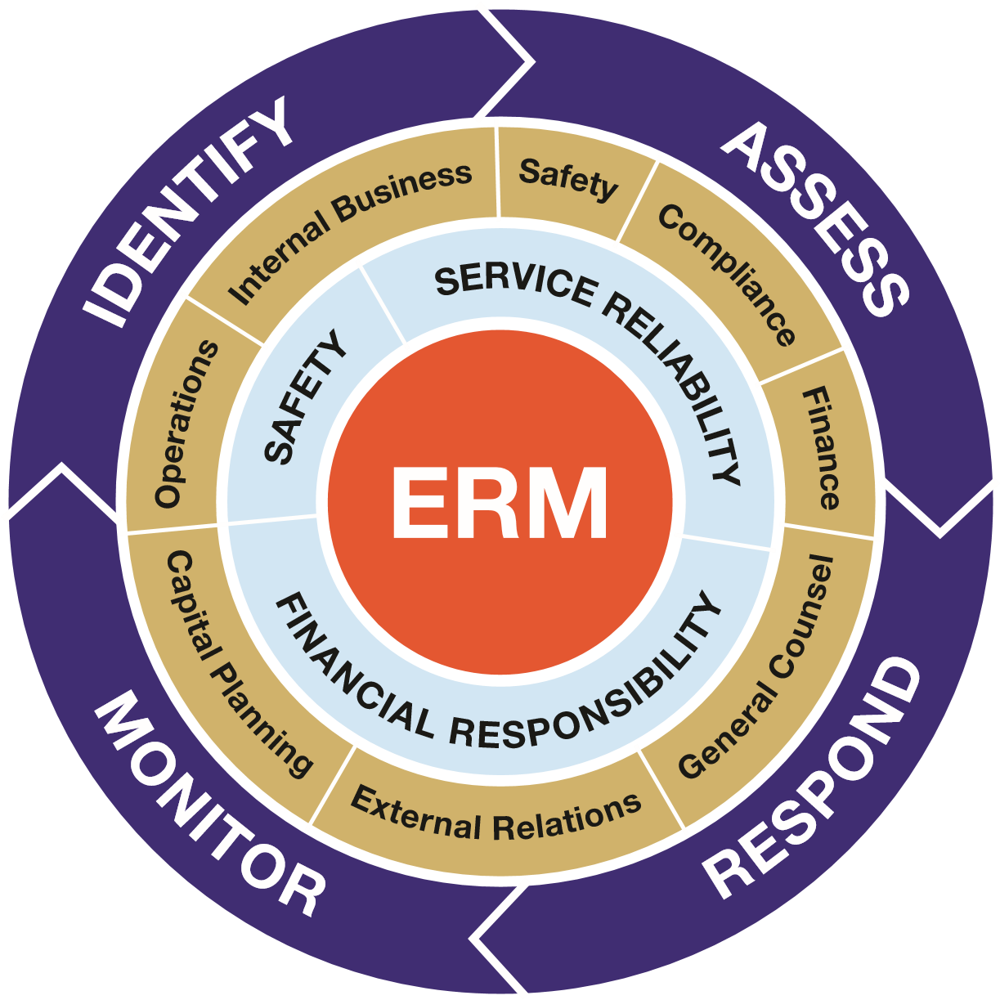 IDENTIFY
ASSESS
RESPOND
MONITOR
Internal Business
Safety
Compliance
Finance
General Counsel
External Relations
Capital Planning
Operations
SAFETY
SERVICE RELIABILITY
FINANCIAL RESPONSIBILITY
ERM